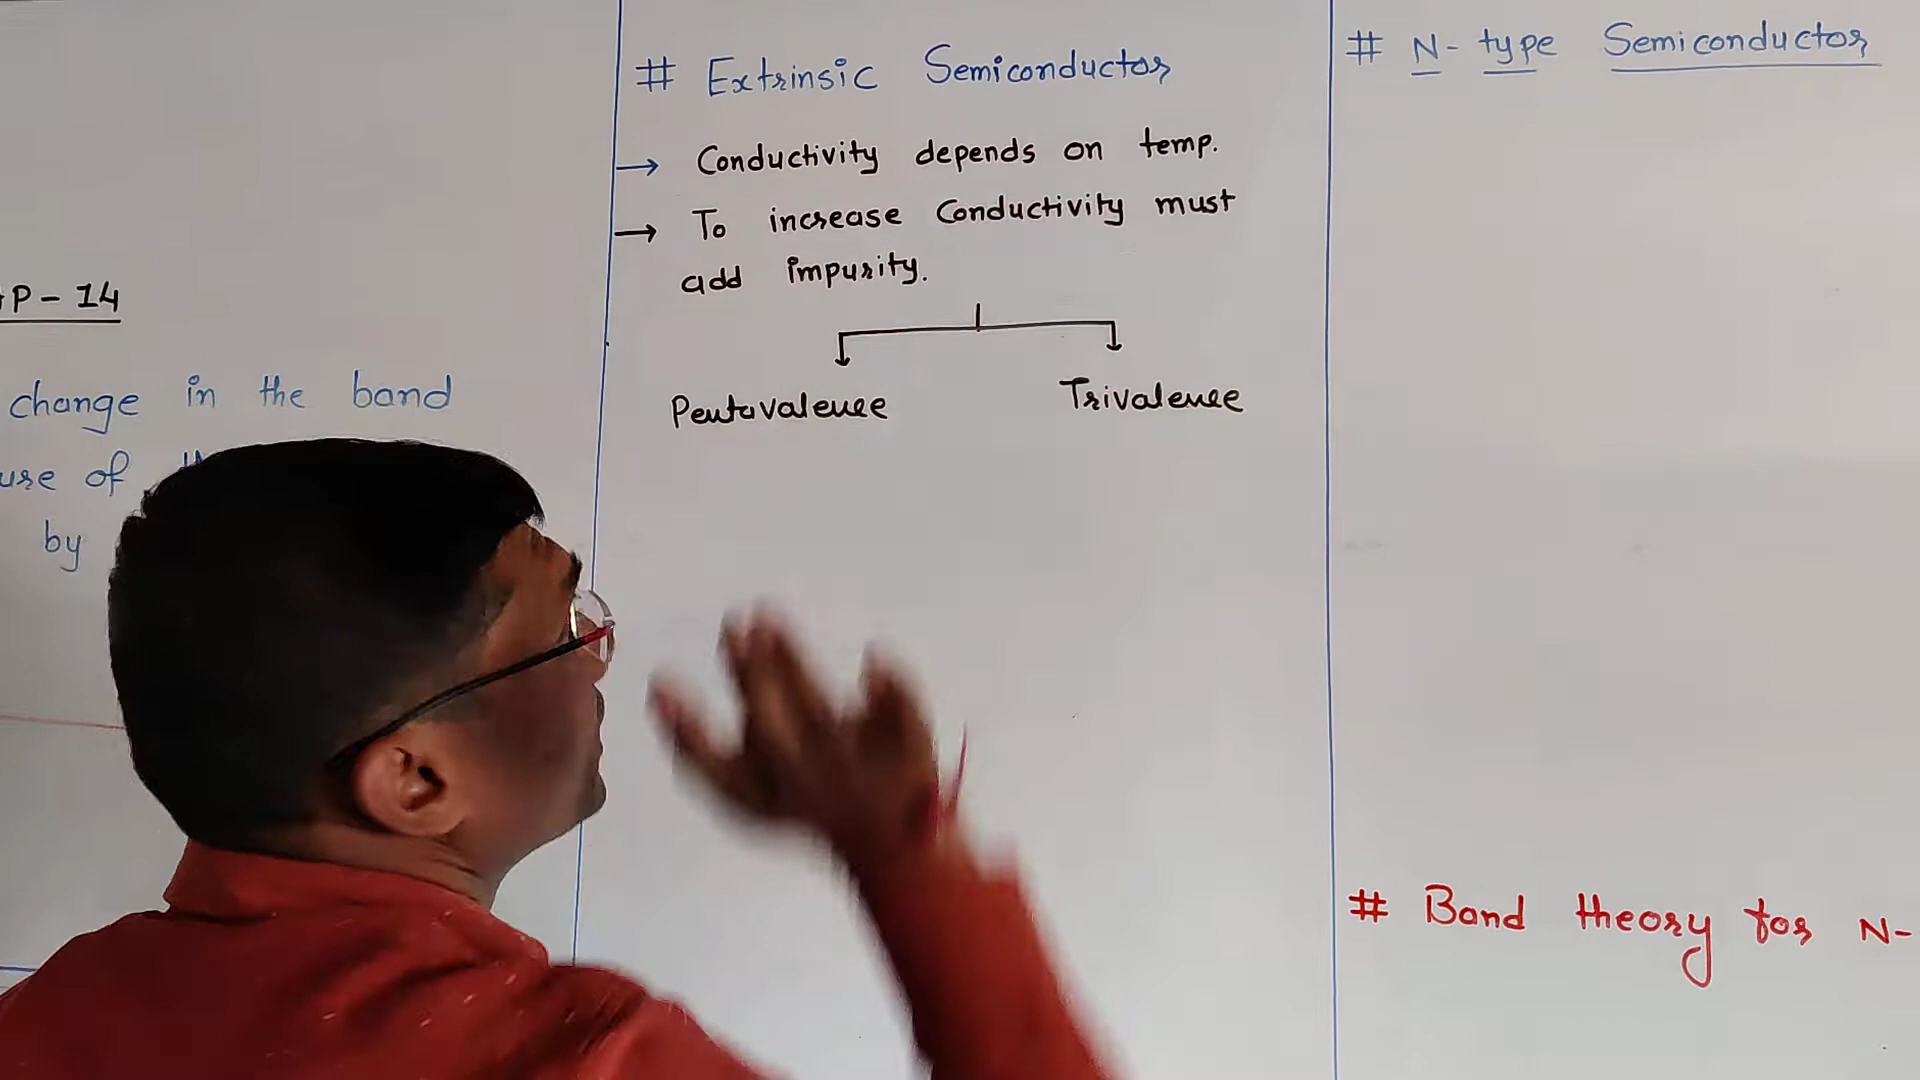 P - 14
change in the band
of
by
# Extrinsic Semiconductor
→ Conductivity depends on temp.
→ To increase Conductivity must
add impurity.
Pentavalence
Trivalence
# N- type Semiconductor
# Band theory for N-